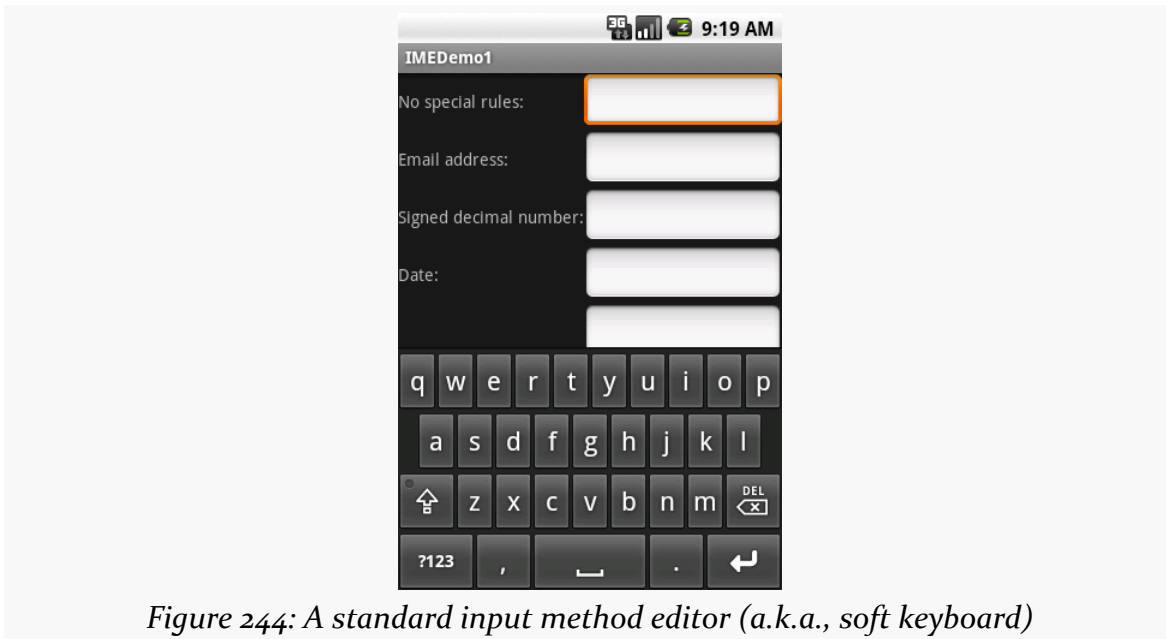 3G 9:19 AM
IMEDemo1
No special rules:
Email address:
Signed decimal number:
Date:
q w e r t y u i o p
a s d f g h j k l
z x c v b n m DEL
?123 , .
Figure 244: A standard input method editor (a.k.a., soft keyboard)